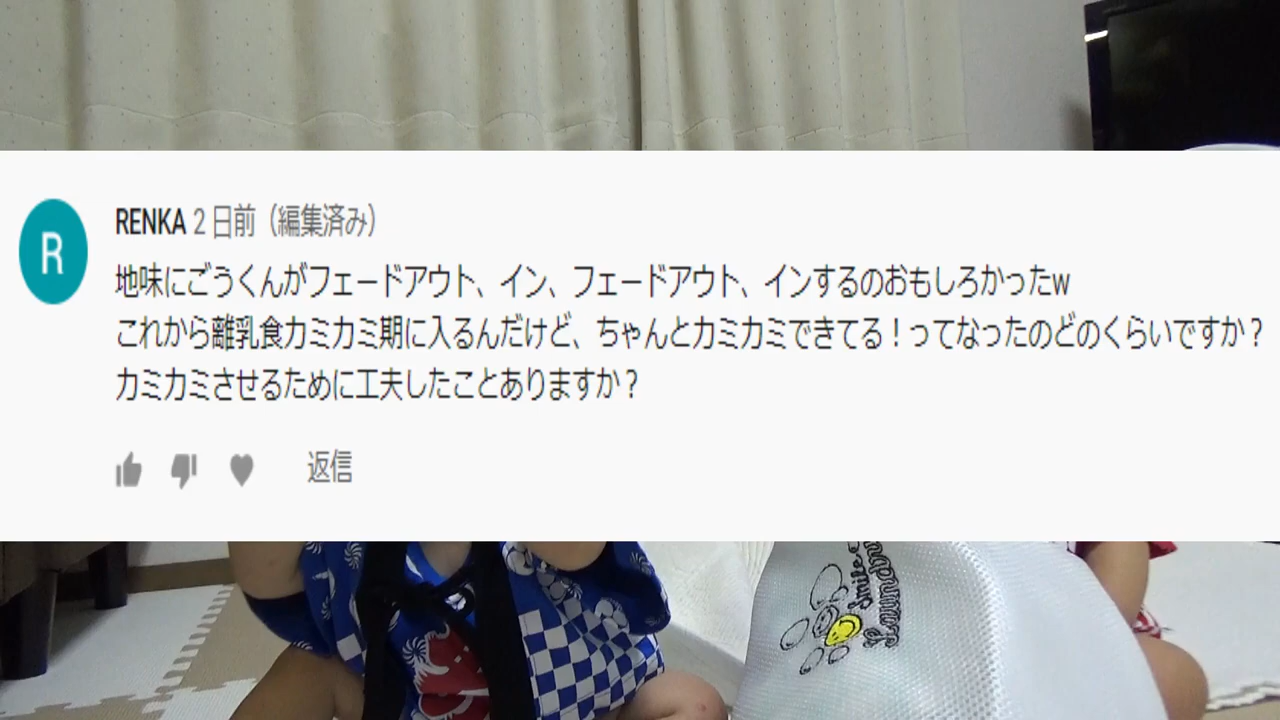 R
RENKA 2 日前（編集済み）
地味にごうくんがフェードアウト、イン、フェードアウト、インするのおもしろかったw
これから離乳食カミカミ期に入るんだけど、ちゃんとカミカミできてる！ってなったのどのくらいですか？
カミカミさせるために工夫したことありますか？
返信
Smile
Laundry